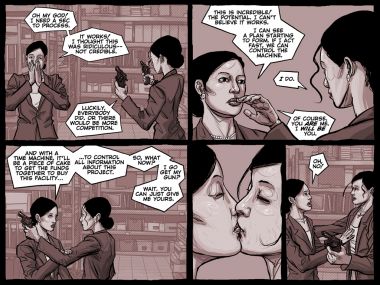 OH MY GOD!
I NEED A SEC
TO PROCESS.
IT WORKS!
I THOUGHT THIS
WAS RIDICULOUS--
NOT CREDIBLE.
LUCKILY,
EVERYBODY
DID, OR THERE
WOULD BE MORE
COMPETITION.
THIS IS INCREDIBLE!
THE POTENTIAL. I CAN'T
BELIEVE IT WORKS.
I CAN SEE
A PLAN STARTING
TO FORM. IF I ACT
FAST, WE CAN
CONTROL THE
MACHINE.
I DO.
OF COURSE,
YOU ARE ME.
I WILL BE
YOU.
AND WITH A
TIME MACHINE, IT'LL
BE A PIECE OF CAKE
TO GET THE FUNDS
TOGETHER TO BUY
THIS FACILITY...
...TO CONTROL
ALL INFORMATION
ABOUT THIS
PROJECT.
SO, WHAT
NOW?
I GO
GET MY
GUN?
WAIT. YOU
CAN JUST GIVE
ME YOURS.
OH,
NO!